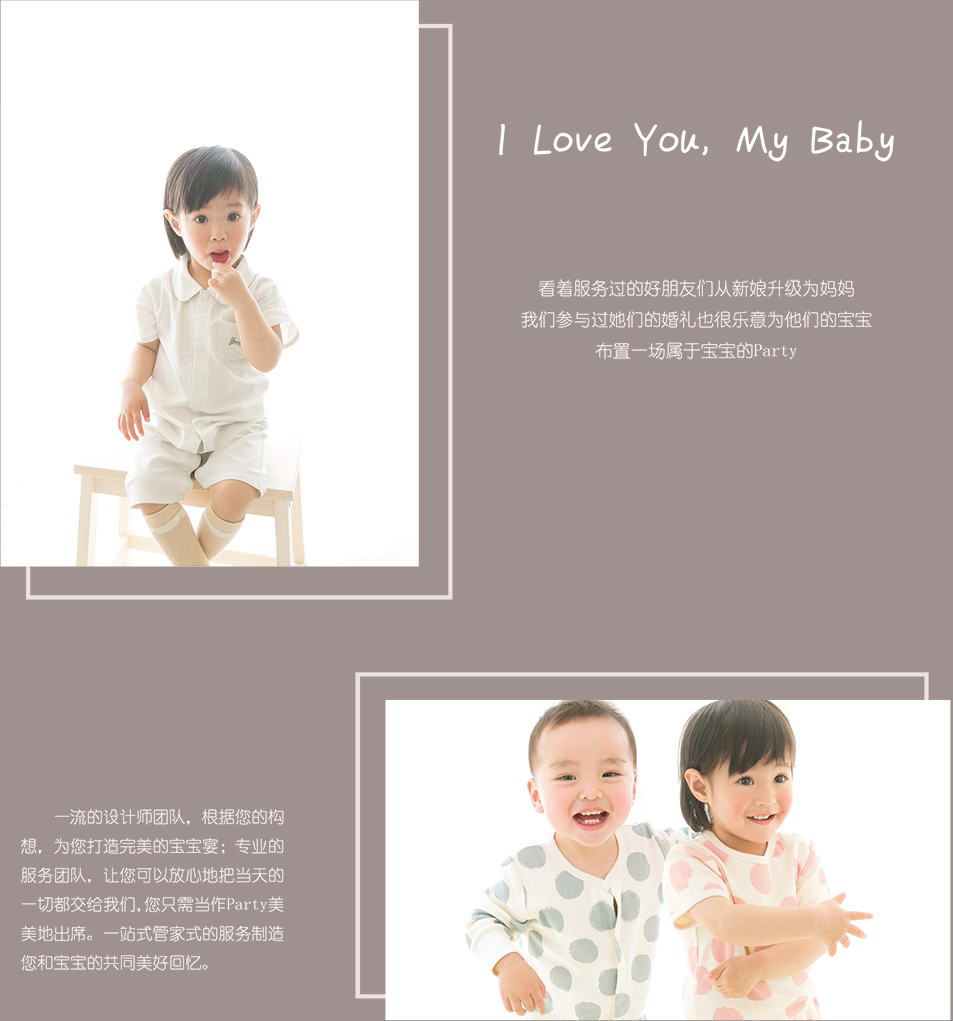 I Love You, My Baby
看着服务过的好朋友们从新娘升级为妈妈
我们参与过她们的婚礼也很乐意为他们的宝宝
布置一场属于宝宝的Party
一流的设计师团队，根据您的构
想，为您打造完美的宝宝宴；专业的
服务团队，让您可以放心地把当天的
一切都交给我们,您只需当作Party美
美地出席。一站式管家式的服务制造
您和宝宝的共同美好回忆。